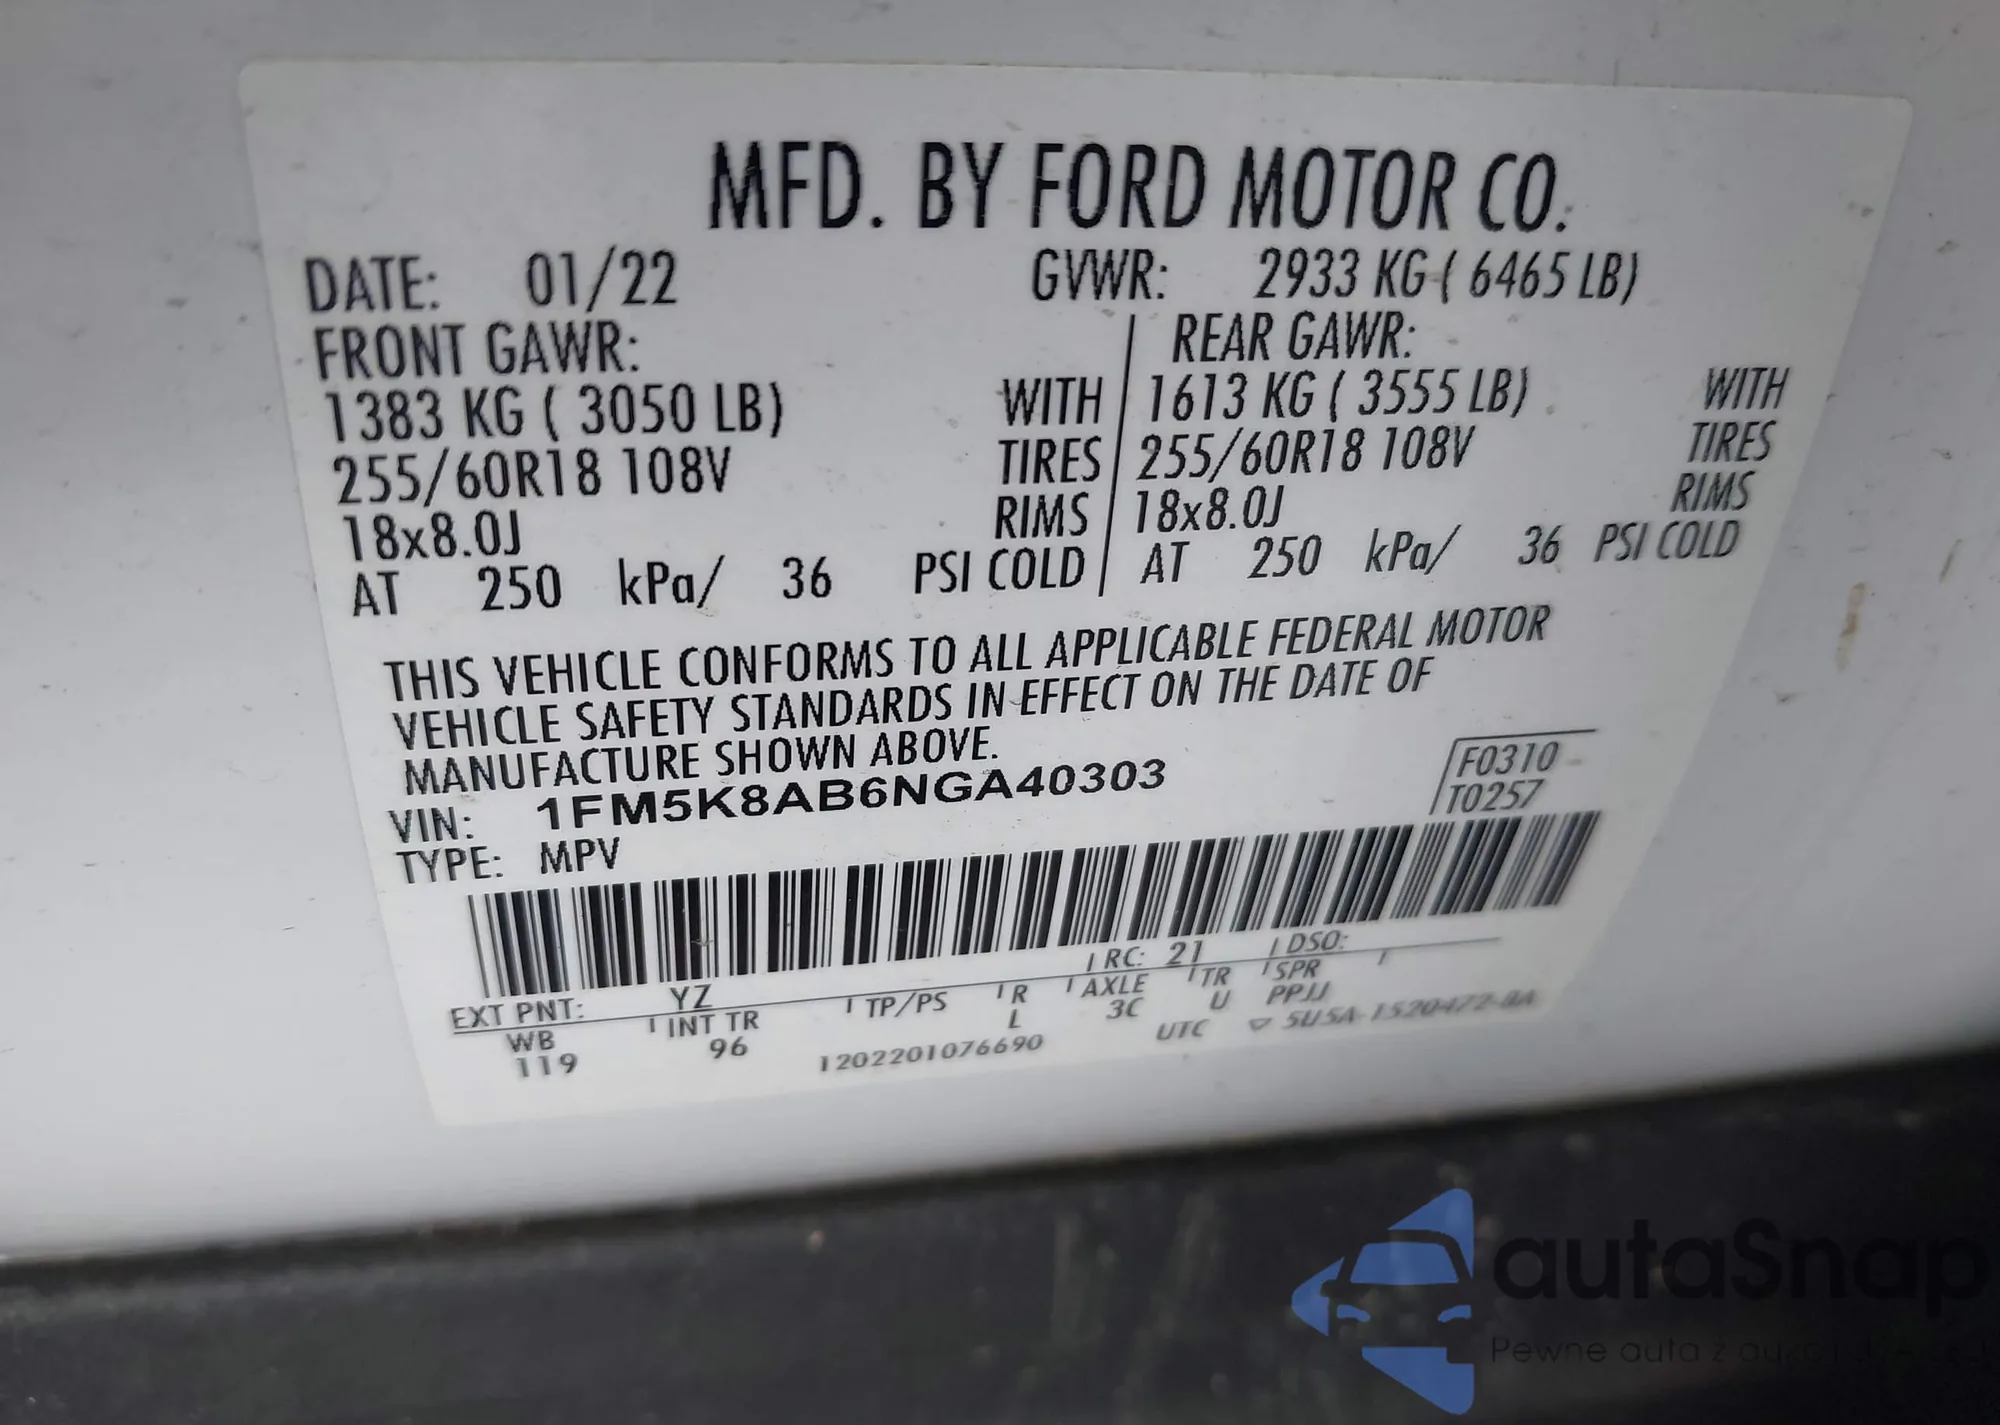 MFD. BY FORD MOTOR CO.
DATE: 01/22 GVWR: 2933 KG ( 6465 LB)
FRONT GAWR: REAR GAWR:
1383 KG ( 3050 LB) WITH 1613 KG ( 3555 LB) WITH
255/60R18 108V TIRES 255/60R18 108V TIRES
18x8.0J RIMS 18x8.0J RIMS
AT 250 kPa/ 36 PSI COLD AT 250 kPa/ 36 PSI COLD
THIS VEHICLE CONFORMS TO ALL APPLICABLE FEDERAL MOTOR
VEHICLE SAFETY STANDARDS IN EFFECT ON THE DATE OF
MANUFACTURE SHOWN ABOVE.
VIN: 1FM5K8AB6NGA40303 F0310
TYPE: MPV T0257
EXT PNT: YZ RC: 21 DSO:
WB INT TR TP/PS R AXLE TR SPR
119 96 L 3C U PPJJ
1202201076690 UTC ▽ 5U5A-1520472-BA
autaSnap
Pewne auta z